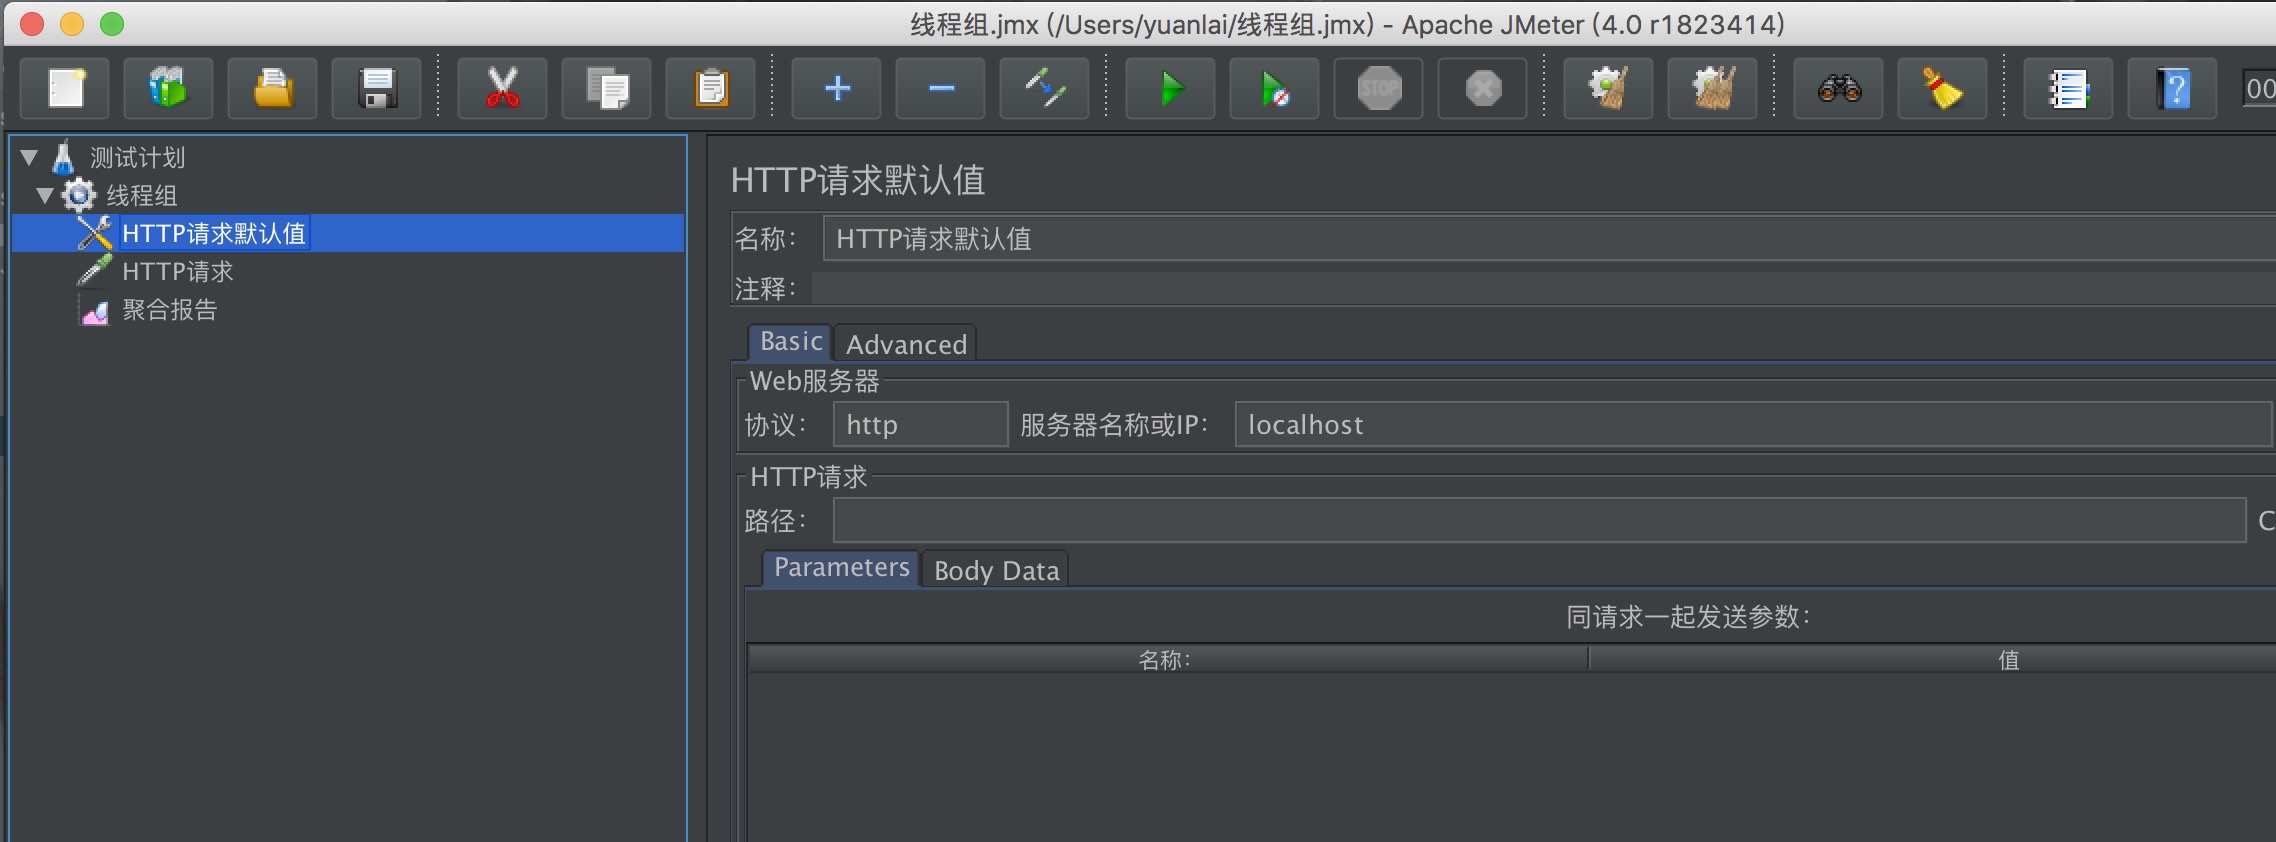 线程组.jmx (/Users/yuanlai/线程组.jmx) - Apache JMeter (4.0 r1823414)
STOP
?
00
测试计划
线程组
HTTP请求默认值
HTTP请求
聚合报告
HTTP请求默认值
名称： HTTP请求默认值
注释：
Basic Advanced
Web服务器
协议： http 服务器名称或IP： localhost
HTTP请求
路径： C
Parameters Body Data
同请求一起发送参数：
名称： 值